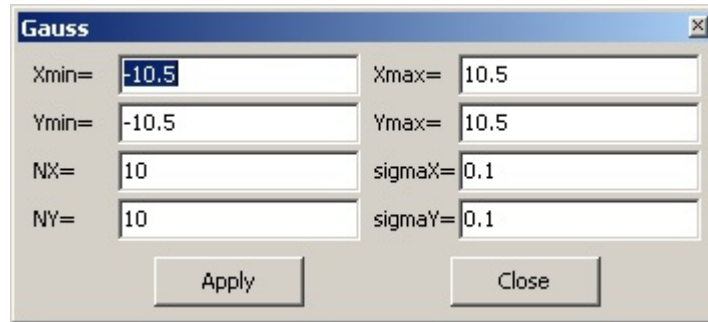 Gauss
Xmin= -10.5 Xmax= 10.5
Ymin= -10.5 Ymax= 10.5
NX= 10 sigmaX= 0.1
NY= 10 sigmaY= 0.1
Apply Close